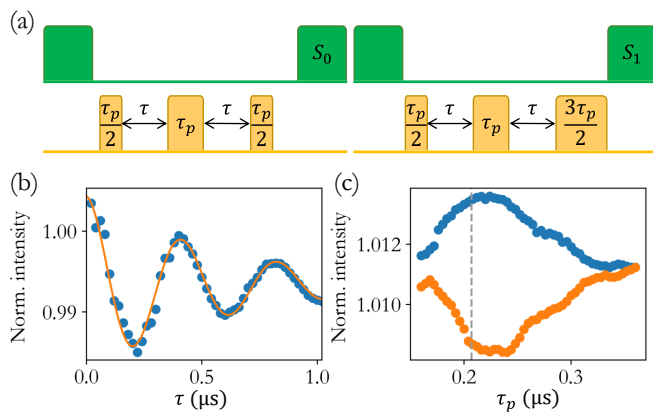 (a)
S₀
S₁
τₚ/2
τ
τₚ
τ
τₚ/2
τₚ/2
τ
τₚ
τ
3τₚ/2
(b)
(c)
Norm. intensity
1.00
0.99
0.0
0.5
1.0
τ (μs)
Norm. intensity
1.012
1.010
0.2
0.3
τₚ (μs)